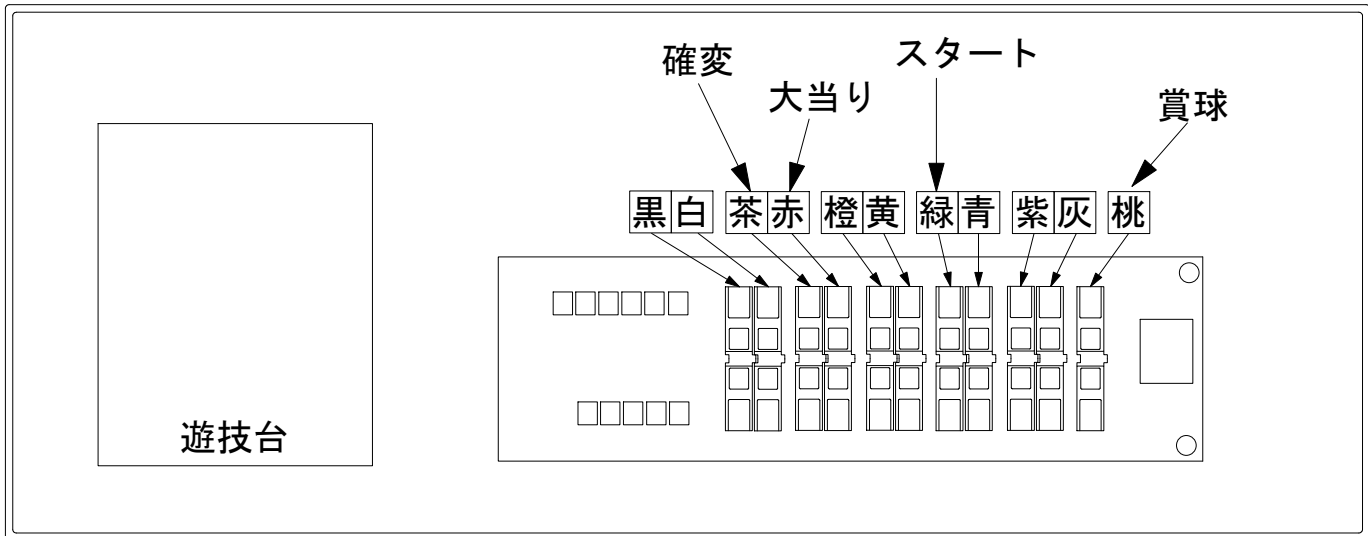 確変
大当り
スタート
賞球
黒 白 茶 赤 橙 黄 緑 青 紫 灰 桃
遊技台